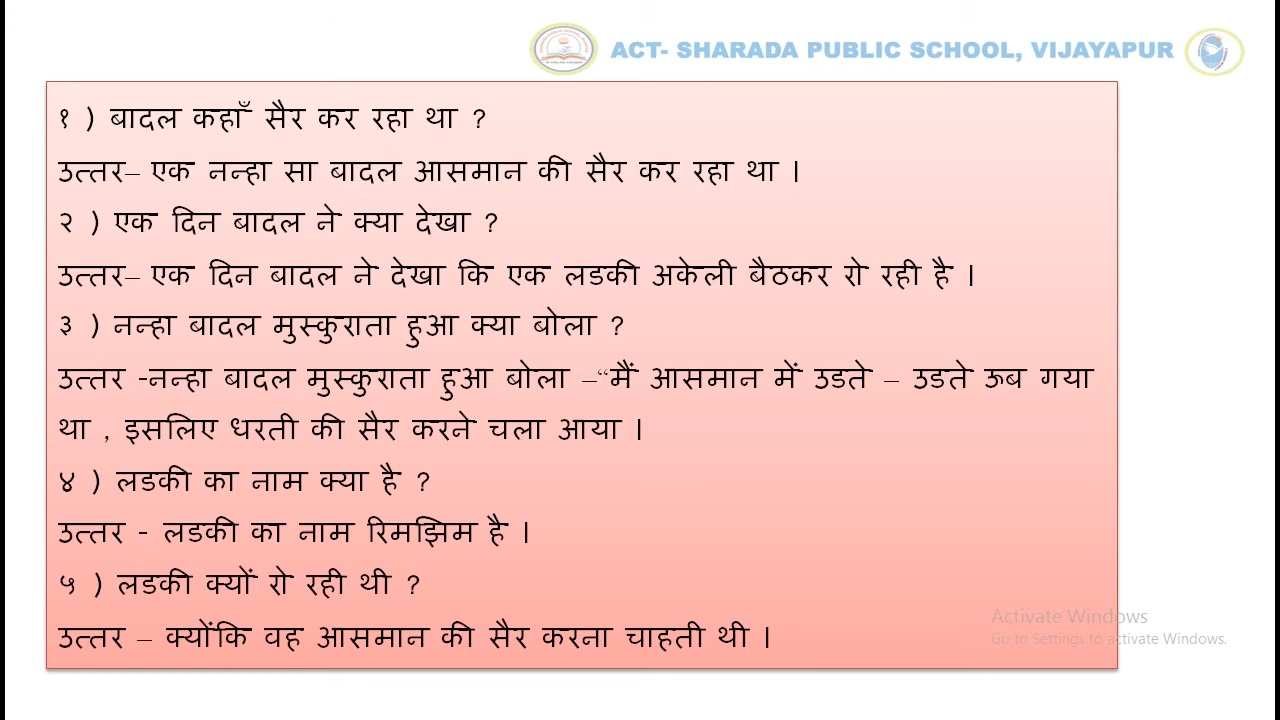 ACT- SHARADA PUBLIC SCHOOL, VIJAYAPUR
१ ) बादल कहाँ सैर कर रहा था ?
उत्तर– एक नन्हा सा बादल आसमान की सैर कर रहा था ।
२ ) एक दिन बादल ने क्या देखा ?
उत्तर– एक दिन बादल ने देखा कि एक लडकी अकेली बैठकर रो रही है ।
३ ) नन्हा बादल मुस्कुराता हुआ क्या बोला ?
उत्तर -नन्हा बादल मुस्कुराता हुआ बोला –“मैं आसमान में उडते – उडते ऊब गया
था , इसलिए धरती की सैर करने चला आया ।
४ ) लडकी का नाम क्या है ?
उत्तर - लडकी का नाम रिमझिम है ।
५ ) लडकी क्यों रो रही थी ?
उत्तर – क्योंकि वह आसमान की सैर करना चाहती थी ।
Activate Windows
Go to Settings to activate Windows.